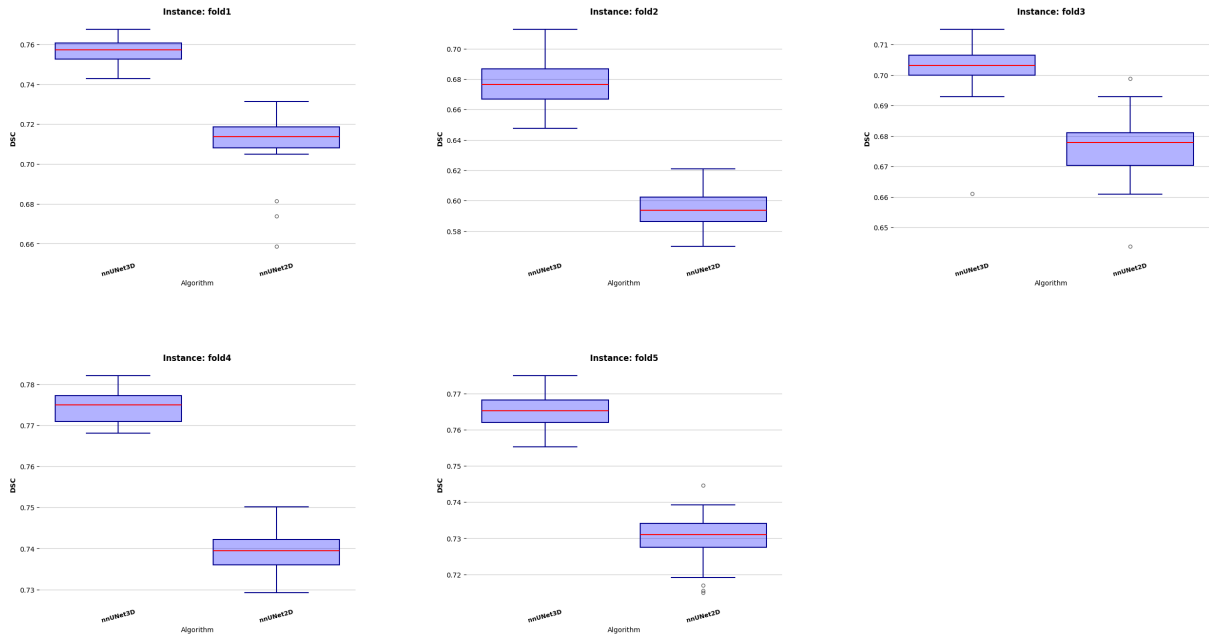 Instance: fold1
DSC
0.76
0.74
0.72
0.70
0.68
0.66
nnUNet3D
nnUNet2D
Algorithm
Instance: fold2
DSC
0.70
0.68
0.66
0.64
0.62
0.60
0.58
nnUNet3D
nnUNet2D
Algorithm
Instance: fold3
DSC
0.71
0.70
0.69
0.68
0.67
0.66
0.65
nnUNet3D
nnUNet2D
Algorithm
Instance: fold4
DSC
0.78
0.77
0.76
0.75
0.74
0.73
nnUNet3D
nnUNet2D
Algorithm
Instance: fold5
DSC
0.77
0.76
0.75
0.74
0.73
0.72
nnUNet3D
nnUNet2D
Algorithm